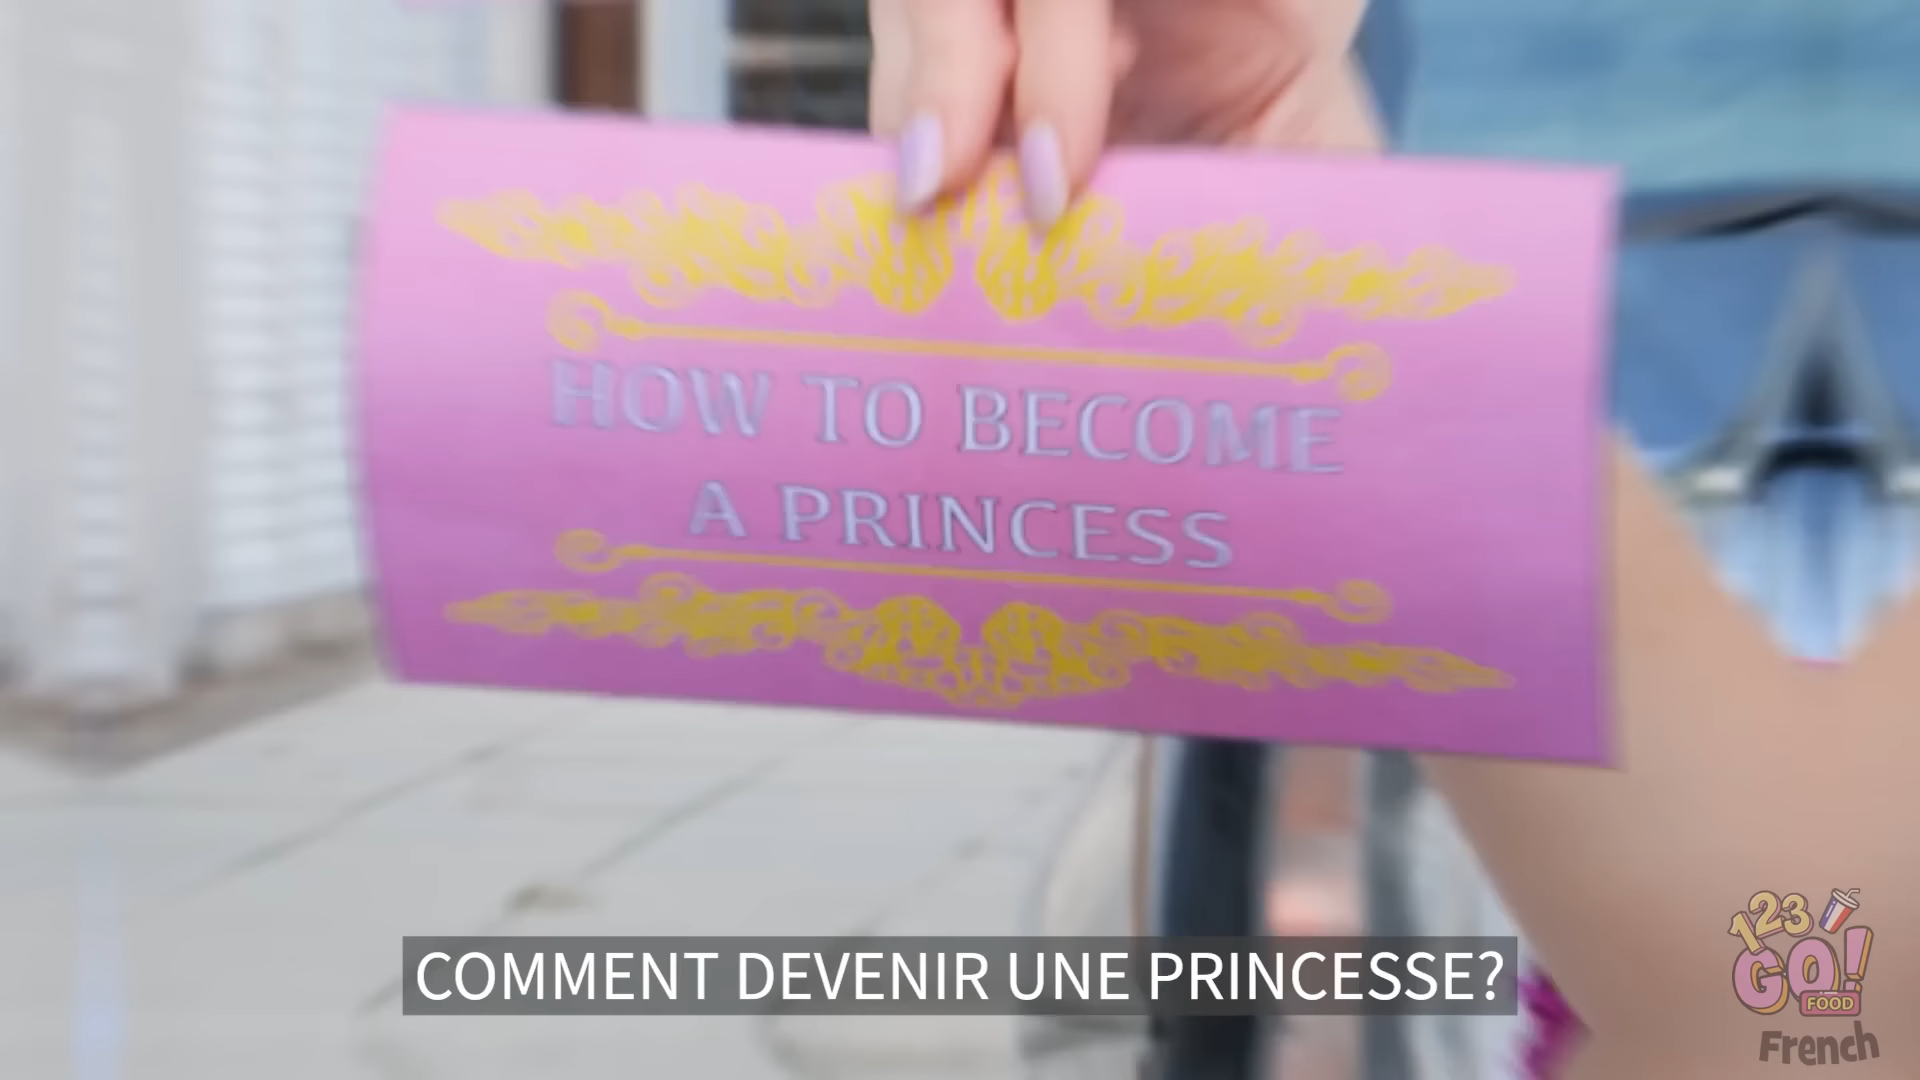 HOW TO BECOME
A PRINCESS
COMMENT DEVENIR UNE PRINCESSE?
123
GO!
FOOD
French